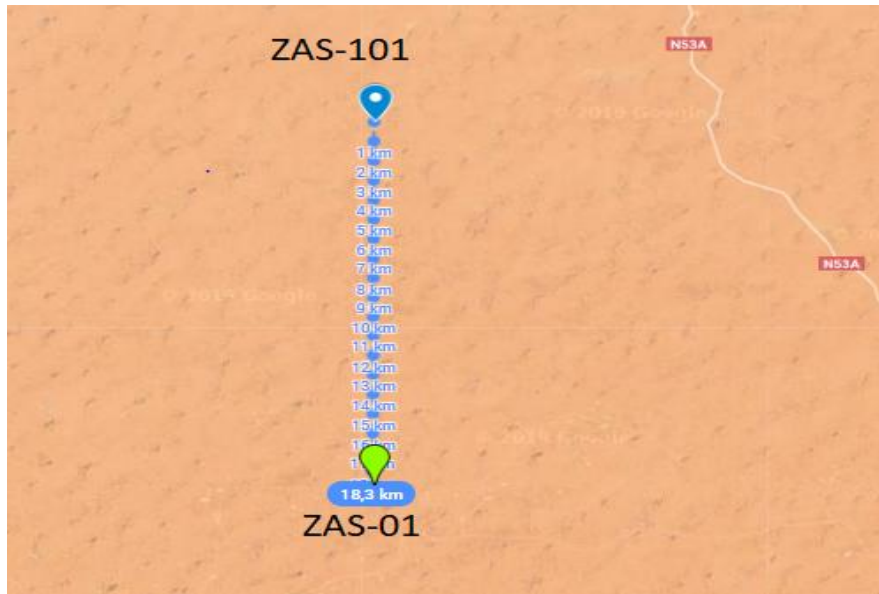 ZAS-101
N53A
© 2019 Google
1 km
2 km
3 km
4 km
5 km
6 km
7 km
N53A
8 km
© 2019 Google
9 km
10 km
11 km
12 km
13 km
14 km
15 km
© 2019 Google
18,3 km
ZAS-01